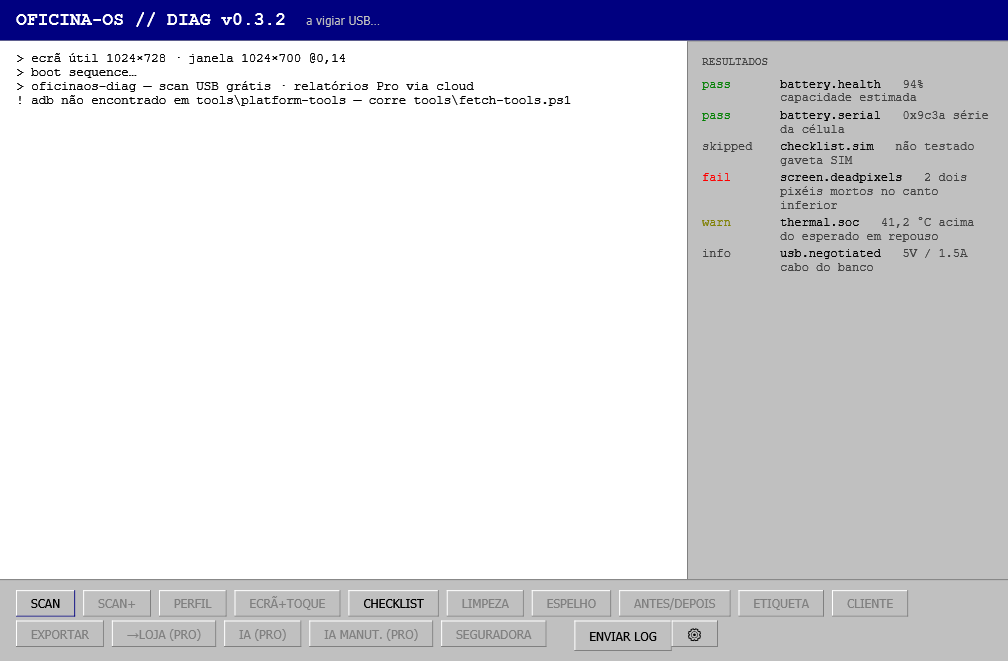 OFICINA-OS // DIAG v0.3.2 a vigiar USB...
> ecrã útil 1024×728 · janela 1024×700 @0,14
> boot sequence…
> oficinaos-diag — scan USB grátis · relatórios Pro via cloud
! adb não encontrado em tools\platform-tools — corre tools\fetch-tools.ps1
RESULTADOS
pass battery.health 94%
capacidade estimada
pass battery.serial 0x9c3a série
da célula
skipped checklist.sim não testado
gaveta SIM
fail screen.deadpixels 2 dois
pixéis mortos no canto
inferior
warn thermal.soc 41,2 °C acima
do esperado em repouso
info usb.negotiated 5V / 1.5A
cabo do banco
SCAN SCAN+ PERFIL ECRÃ+TOQUE CHECKLIST LIMPEZA ESPELHO ANTES/DEPOIS ETIQUETA CLIENTE
EXPORTAR →LOJA (PRO) IA (PRO) IA MANUT. (PRO) SEGURADORA ENVIAR LOG